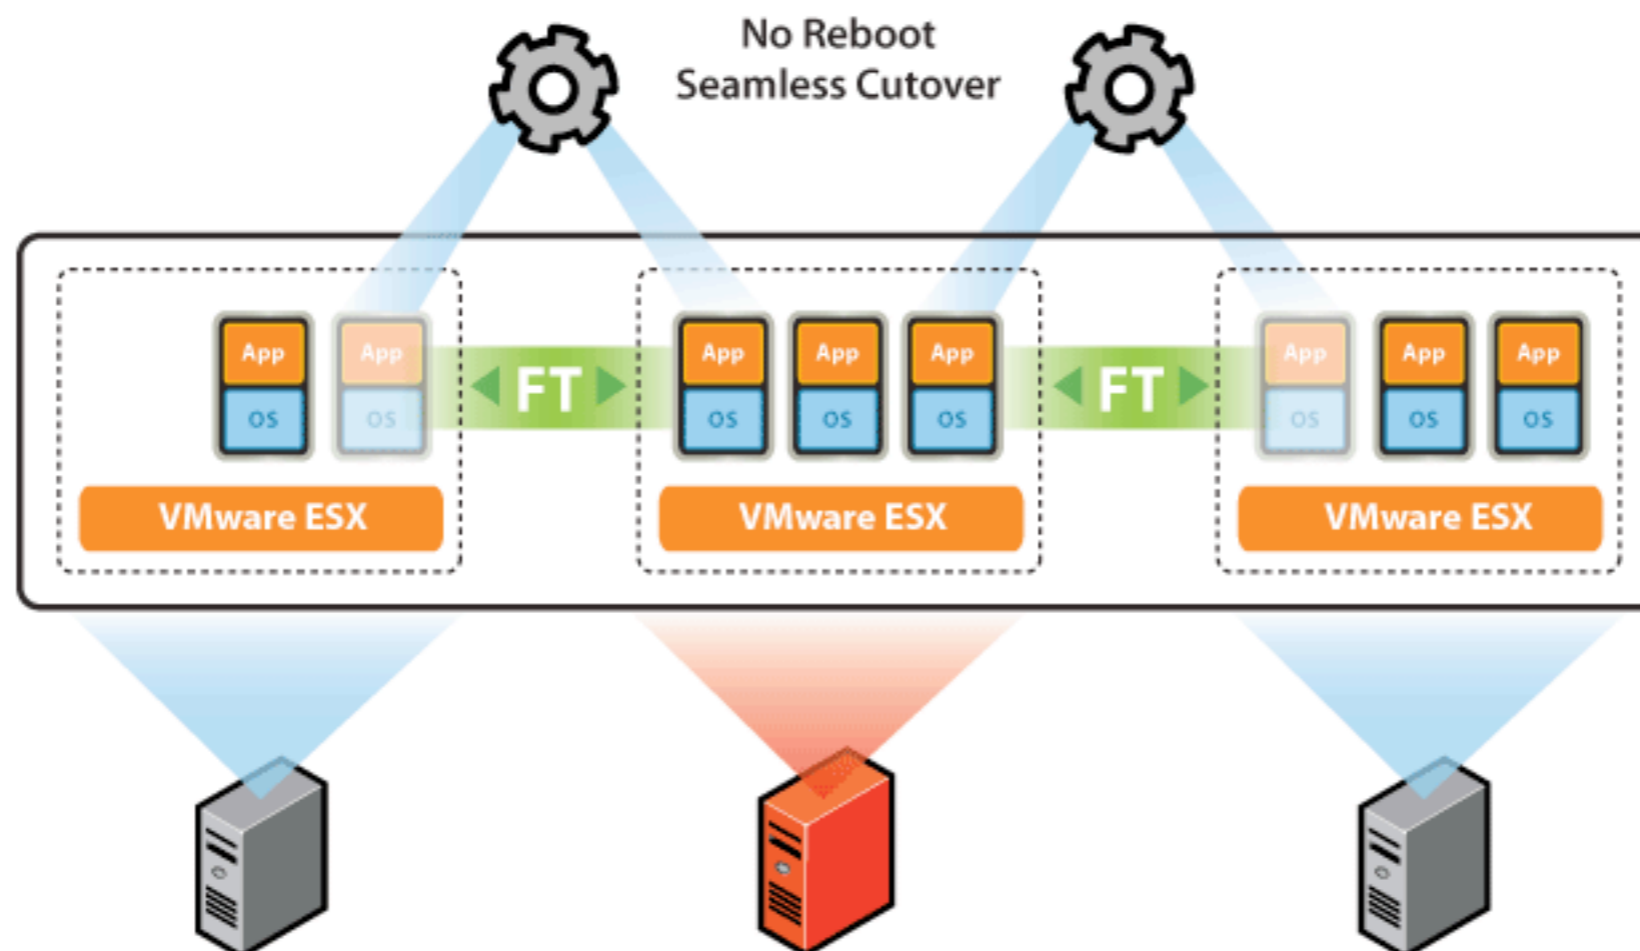 No Reboot
Seamless Cutover
App App App App App App App App
FT FT
OS OS OS OS OS OS OS OS
VMware ESX VMware ESX VMware ESX